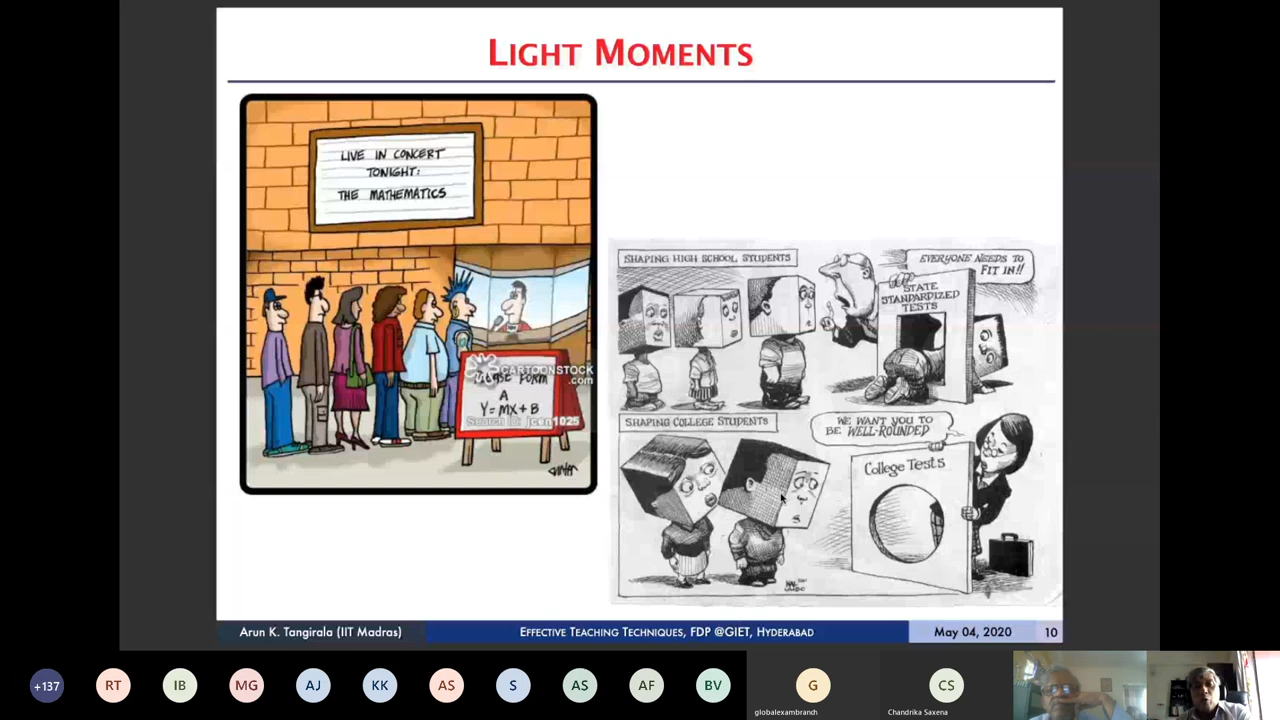 LIGHT MOMENTS
LIVE IN CONCERT
TONIGHT:
THE MATHEMATICS
CARTOONSTOCK
.com
FORM
A
Y=MX+B
Search ID: jcen1025
SHAPING HIGH SCHOOL STUDENTS
EVERYONE NEEDS TO
FIT IN!!
STATE
STANDARDIZED
TESTS
SHAPING COLLEGE STUDENTS
WE WANT YOU TO
BE WELL-ROUNDED
College Tests
Arun K. Tangirala (IIT Madras)
EFFECTIVE TEACHING TECHNIQUES, FDP @GIET, HYDERABAD
May 04, 2020
10
+137
RT
IB
MG
AJ
KK
AS
S
AS
AF
BV
G
globalexambranch
CS
Chandrika Saxena